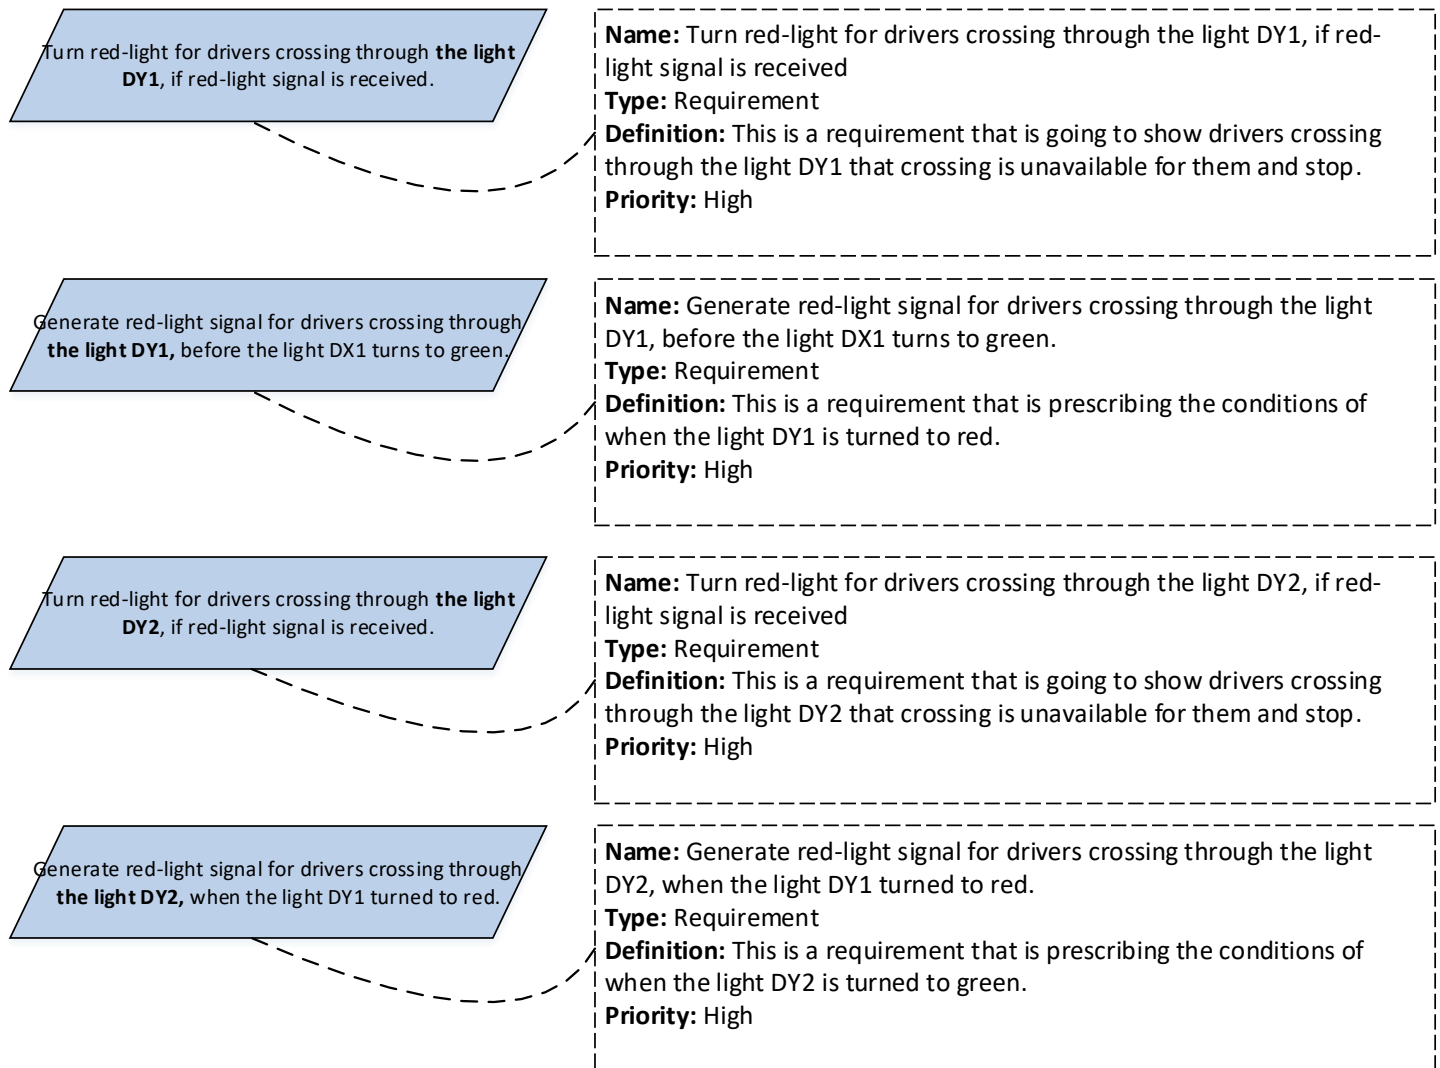 Turn red-light for drivers crossing through the light
DY1, if red-light signal is received.
Name: Turn red-light for drivers crossing through the light DY1, if red-
light signal is received
Type: Requirement
Definition: This is a requirement that is going to show drivers crossing
through the light DY1 that crossing is unavailable for them and stop.
Priority: High
Generate red-light signal for drivers crossing through
the light DY1, before the light DX1 turns to green.
Name: Generate red-light signal for drivers crossing through the light
DY1, before the light DX1 turns to green.
Type: Requirement
Definition: This is a requirement that is prescribing the conditions of
when the light DY1 is turned to red.
Priority: High
Turn red-light for drivers crossing through the light
DY2, if red-light signal is received.
Name: Turn red-light for drivers crossing through the light DY2, if red-
light signal is received
Type: Requirement
Definition: This is a requirement that is going to show drivers crossing
through the light DY2 that crossing is unavailable for them and stop.
Priority: High
Generate red-light signal for drivers crossing through
the light DY2, when the light DY1 turned to red.
Name: Generate red-light signal for drivers crossing through the light
DY2, when the light DY1 turned to red.
Type: Requirement
Definition: This is a requirement that is prescribing the conditions of
when the light DY2 is turned to green.
Priority: High